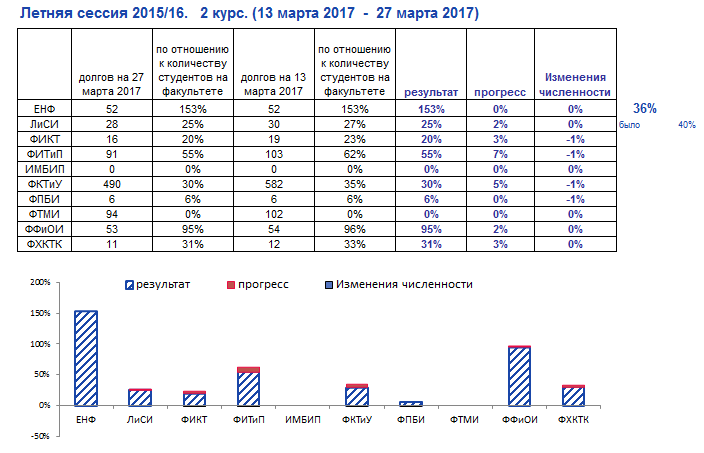 Летняя сессия 2015/16. 2 курс. (13 марта 2017 - 27 марта 2017)
долгов на 27 марта 2017 по отношению к количеству студентов на факультете долгов на 13 марта 2017 по отношению к количеству студентов на факультете результат прогресс Изменения численности
ЕНФ 52 153% 52 153% 153% 0% 0% 36%
ЛиСИ 28 25% 30 27% 25% 2% 0% было 40%
ФИКТ 16 20% 19 23% 20% 3% -1%
ФИТиП 91 55% 103 62% 55% 7% -1%
ИМБИП 0 0% 0 0% 0% 0% 0%
ФКТиУ 490 30% 582 35% 30% 5% -1%
ФПБИ 6 6% 6 6% 6% 0% -1%
ФТМИ 94 0% 102 0% 0% 0% 0%
ФФиОИ 53 95% 54 96% 95% 2% 0%
ФХКТК 11 31% 12 33% 31% 3% 0%
результат прогресс Изменения численности
200%
150%
100%
50%
0%
-50%
ЕНФ ЛиСИ ФИКТ ФИТиП ИМБИП ФКТиУ ФПБИ ФТМИ ФФиОИ ФХКТК